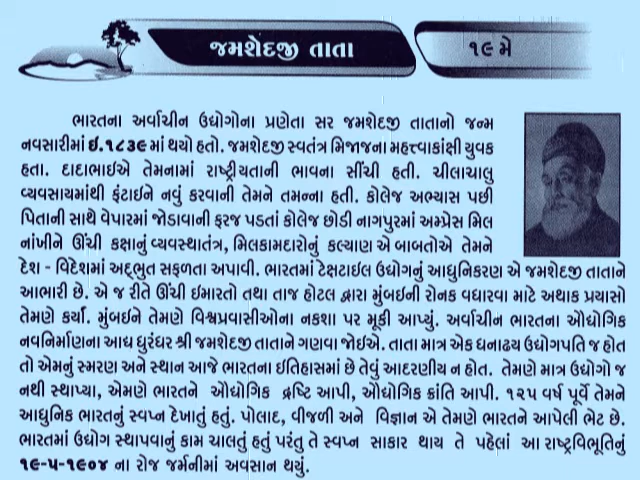 જમશેદજી તાતા
૧૯ મે
ભારતના અર્વાચીન ઉદ્યોગોના પ્રણેતા સર જમશેદજી તાતાનો જન્મ
નવસારીમાં ઇ.૧૮૩૯ માં થયો હતો. જમશેદજી સ્વતંત્ર મિજાજના મહત્ત્વાકાંક્ષી યુવક
હતા. દાદાભાઈએ તેમનામાં રાષ્ટ્રીયતાની ભાવના સીંચી હતી. ચીલાચાલુ
વ્યવસાયમાંથી ફંટાઈને નવું કરવાની તેમને તમન્ના હતી. કોલેજ અભ્યાસ પછી
પિતાની સાથે વેપારમાં જોડાવાની ફરજ પડતાં કોલેજ છોડી નાગપુરમાં અમ્પ્રેસ મિલ
નાંખીને ઊંચી કક્ષાનું વ્યવસ્થાતંત્ર, મિલકામદારોનું કલ્યાણ એ બાબતોએ તેમને
દેશ - વિદેશમાં અદ્ભુત સફળતા અપાવી. ભારતમાં ટેક્ષટાઈલ ઉદ્યોગનું આધુનિકરણ એ જમશેદજી તાતાને
આભારી છે. એ જ રીતે ઊંચી ઈમારતો તથા તાજ હોટલ દ્વારા મુંબઈની રોનક વધારવા માટે અથાક પ્રયાસો
તેમણે કર્યા. મુંબઈને તેમણે વિશ્વપ્રવાસીઓના નકશા પર મૂકી આપ્યું. અર્વાચીન ભારતના ઔદ્યોગિક
નવનિર્માણના આદ્ય ધુરંધર શ્રી જમશેદજી તાતાને ગણવા જોઈએ. તાતા માત્ર એક ધનાઢ્ય ઉદ્યોગપતિ જ હોત
તો એમનું સ્મરણ અને સ્થાન આજે ભારતના ઈતિહાસમાં છે તેવું આદરણીય ન હોત. તેમણે માત્ર ઉદ્યોગો જ
નથી સ્થાપ્યા, એમણે ભારતને ઔદ્યોગિક દ્રષ્ટિ આપી, ઔદ્યોગિક ક્રાંતિ આપી. ૧૨૫ વર્ષ પૂર્વે તેમને
આધુનિક ભારતનું સ્વપ્ન દેખાતું હતું. પોલાદ, વીજળી અને વિજ્ઞાન એ તેમણે ભારતને આપેલી ભેટ છે.
ભારતમાં ઉદ્યોગ સ્થાપવાનું કામ ચાલતું હતું પરંતુ તે સ્વપ્ન સાકાર થાય તે પહેલાં આ રાષ્ટ્રવિભૂતિનું
૧૯-૫-૧૯૦૪ ના રોજ જર્મનીમાં અવસાન થયું.